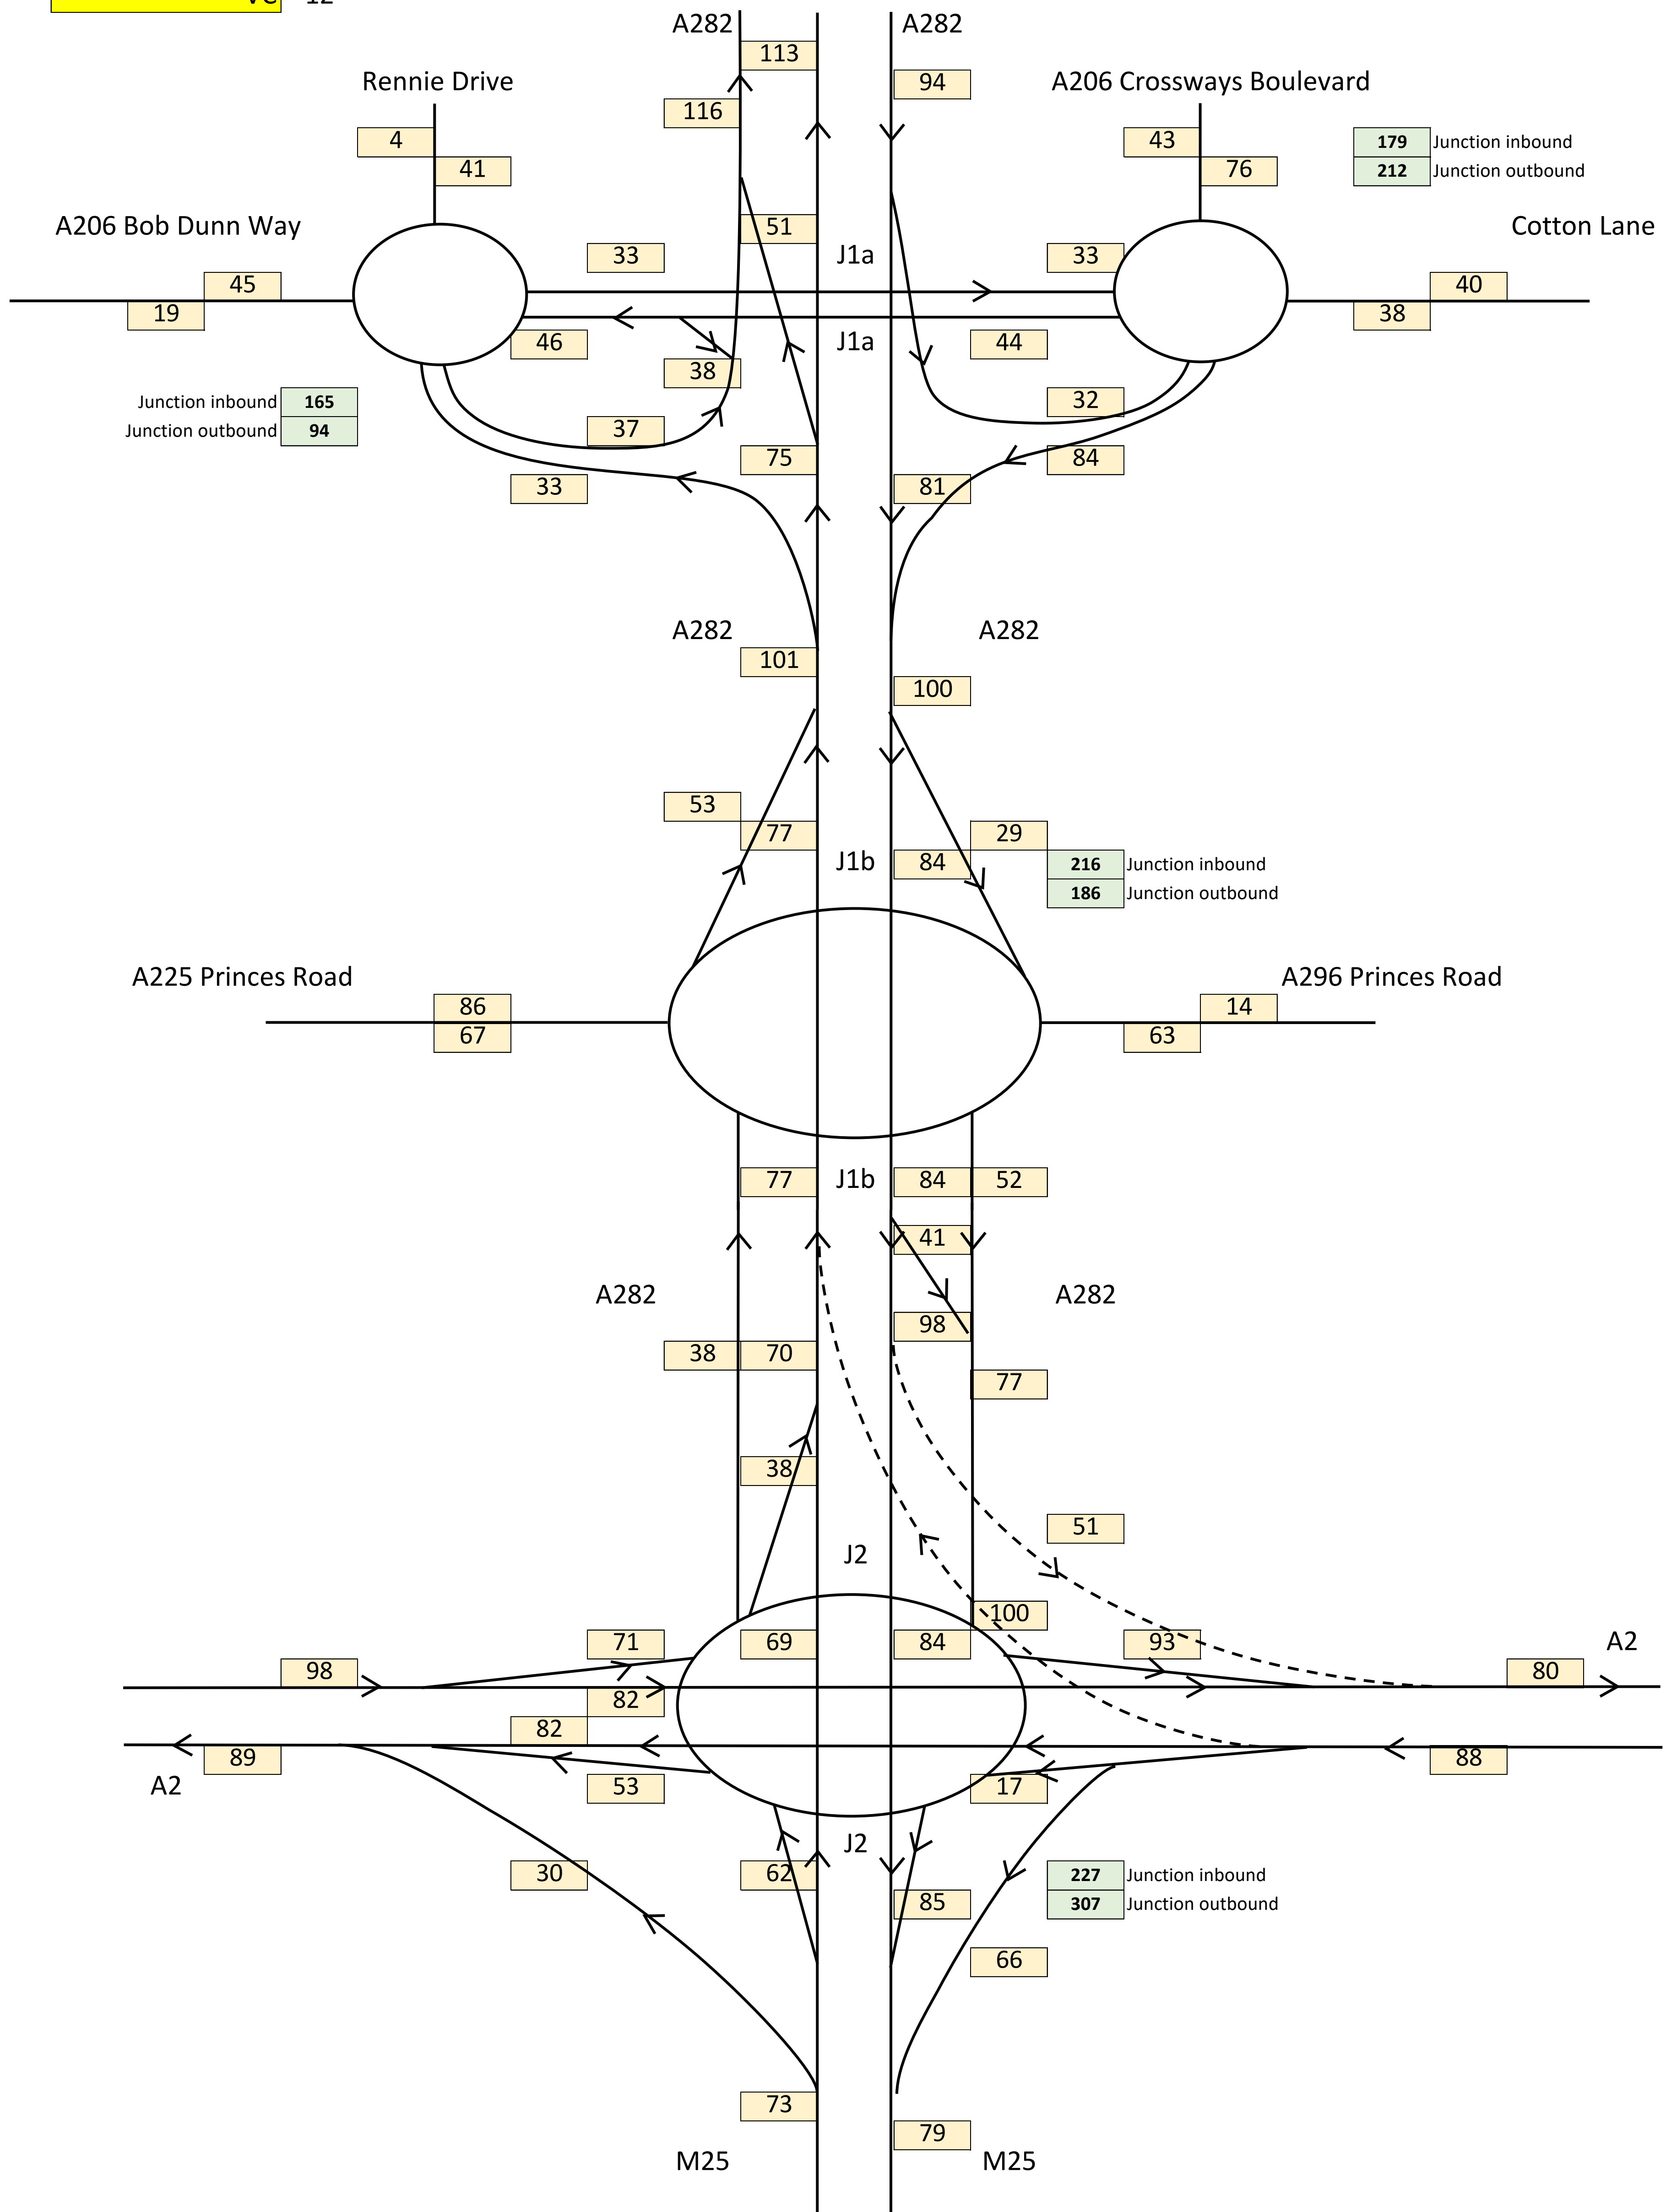 12
A282 A282
113
94
Rennie Drive A206 Crossways Boulevard
116
4 43 179 Junction inbound
41 76 212 Junction outbound
A206 Bob Dunn Way 51 Cotton Lane
33 J1a 33
45 40
19 38
46 J1a 44
38
Junction inbound 165 32
Junction outbound 94 37
75 84
33 81
A282 A282
101
100
53
77 29
J1b 84 216 Junction inbound
186 Junction outbound
A225 Princes Road A296 Princes Road
86 14
67 63
77 J1b 84 52
41
A282 A282
98
38 70
77
38
51
J2
100
71 69 84 93 A2
98 80
82
82
89 88
A2 53 17
J2
30 62 227 Junction inbound
85 307 Junction outbound
66
73
79
M25 M25